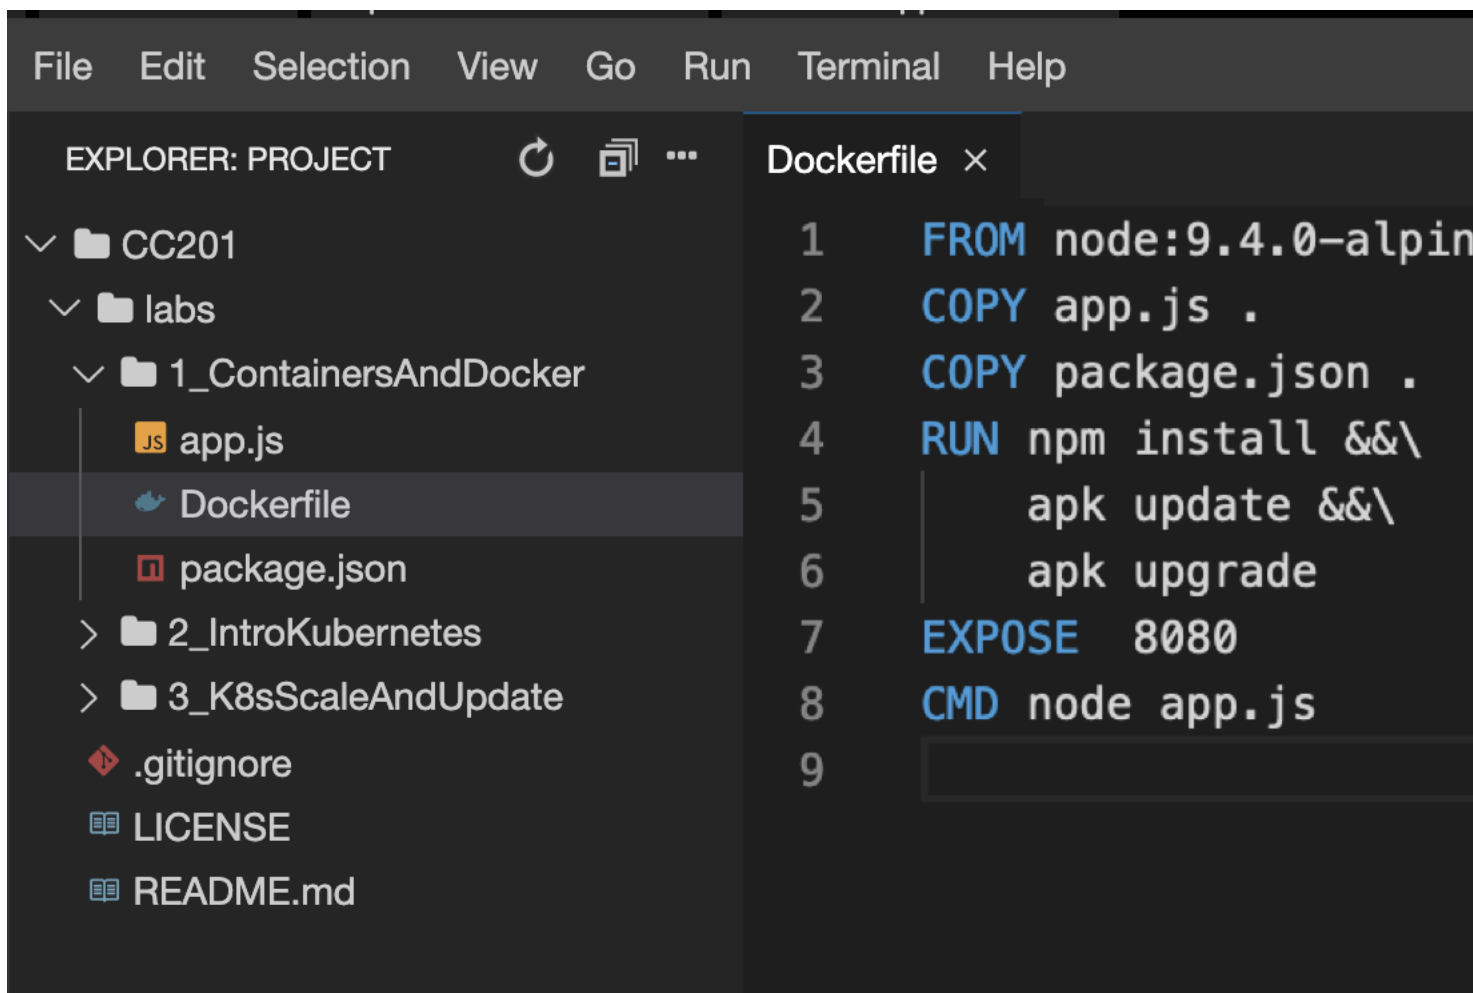 File Edit Selection View Go Run Terminal Help
EXPLORER: PROJECT
CC201
labs
1_ContainersAndDocker
app.js
Dockerfile
package.json
2_IntroKubernetes
3_K8sScaleAndUpdate
.gitignore
LICENSE
README.md
Dockerfile
1 FROM node:9.4.0-alpin
2 COPY app.js .
3 COPY package.json .
4 RUN npm install &&\
5 apk update &&\
6 apk upgrade
7 EXPOSE  8080
8 CMD node app.js
9